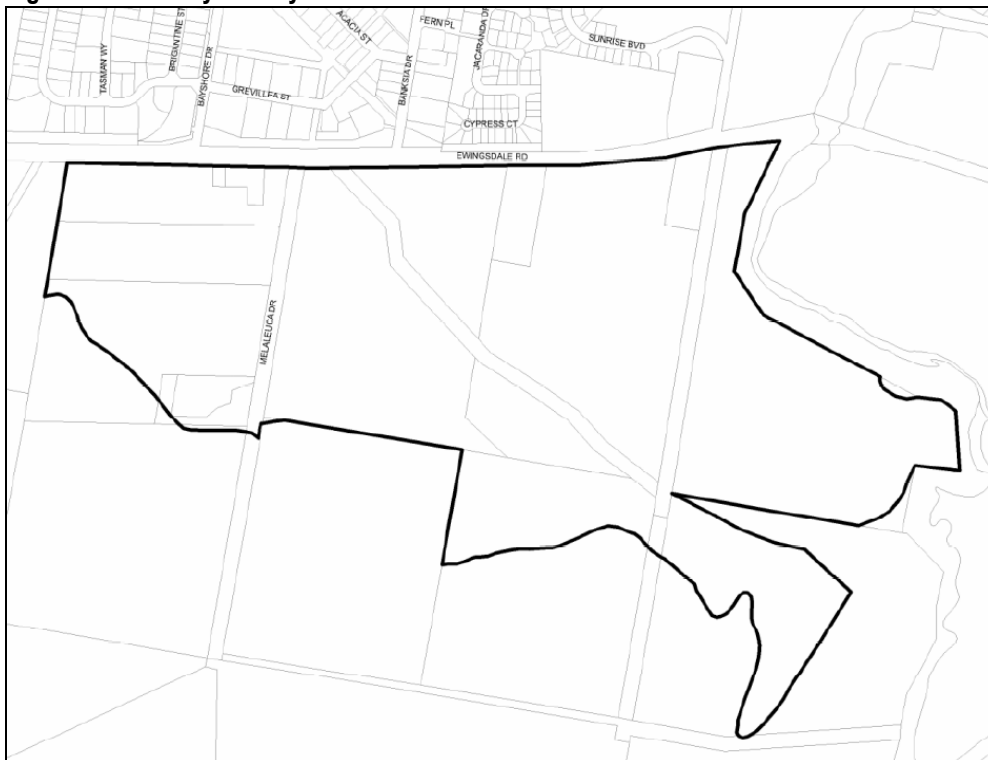 FERN PL
ACACIA ST
JACARANDA DR
SUNRISE BVD
BRIGANTINE ST
TASMAN WY
BAYSHORE DR
BANKSIA DR
GREVILLEA ST
CYPRESS CT
EWINGSDALE RD
MELALEUCA DR